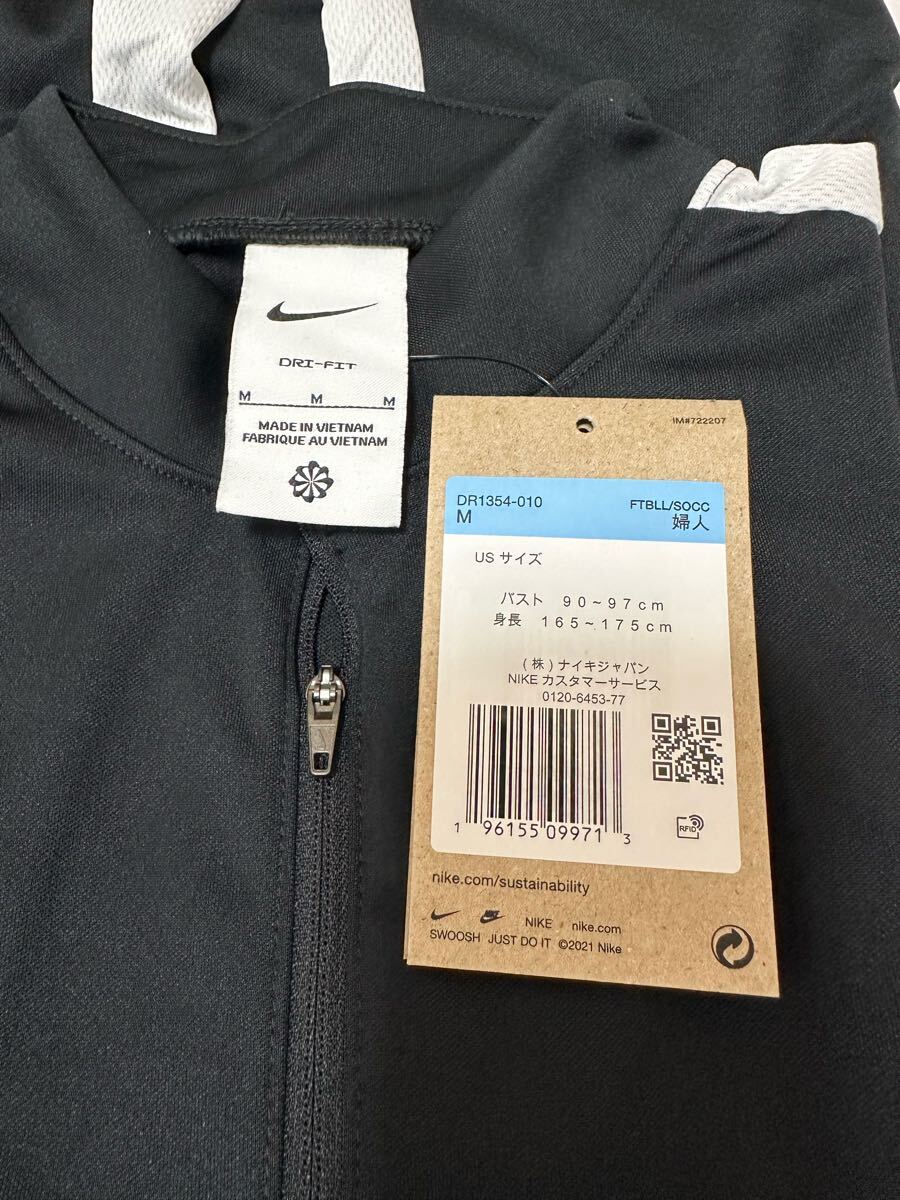 DRI-FIT
M M M
MADE IN VIETNAM
FABRIQUE AU VIETNAM
IM#722207
DR1354-010 FTBLL/SOCC
M 婦人
US サイズ
バスト 90~97cm
身長 165~175cm
(株)ナイキジャパン
NIKE カスタマーサービス
0120-6453-77
1 96155 09971 3
RFID
nike.com/sustainability
NIKE nike.com
SWOOSH JUST DO IT ©2021 Nike